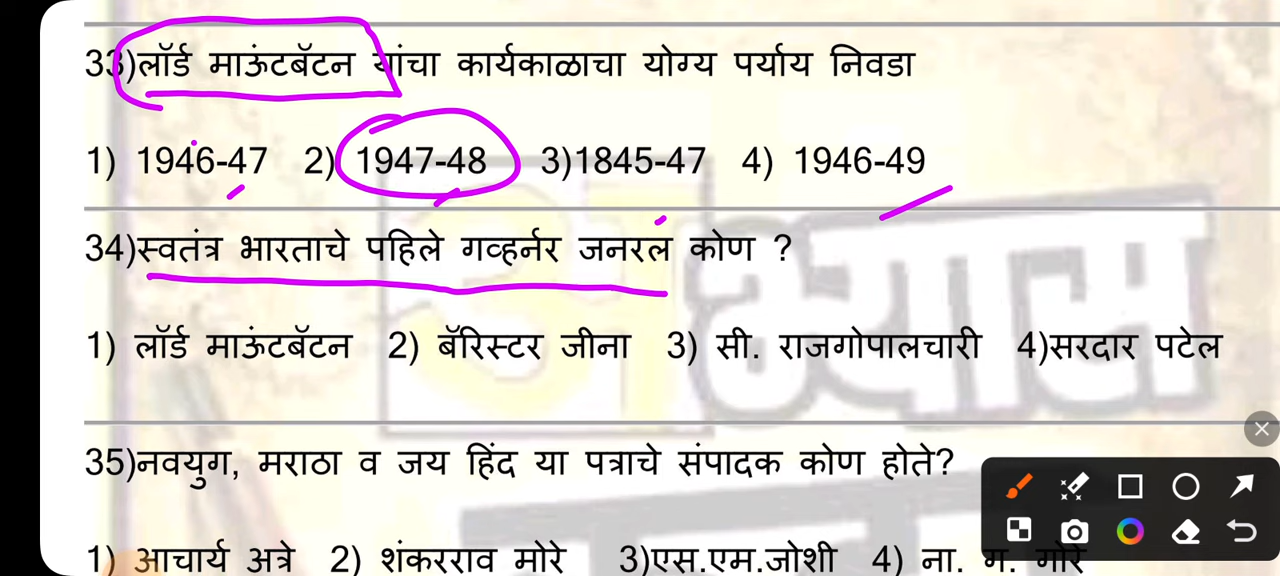 33)लॉर्ड माऊंटबॅटन यांचा कार्यकाळाचा योग्य पर्याय निवडा
1) 1946-47 2) 1947-48 3)1845-47 4) 1946-49
34)स्वतंत्र भारताचे पहिले गव्हर्नर जनरल कोण ?
1) लॉर्ड माऊंटबॅटन 2) बॅरिस्टर जीना 3) सी. राजगोपालचारी 4)सरदार पटेल
35)नवयुग, मराठा व जय हिंद या पत्राचे संपादक कोण होते?
1) आचार्य अत्रे 2) शंकरराव मोरे 3)एस.एम.जोशी 4) ना. ग. गोरे